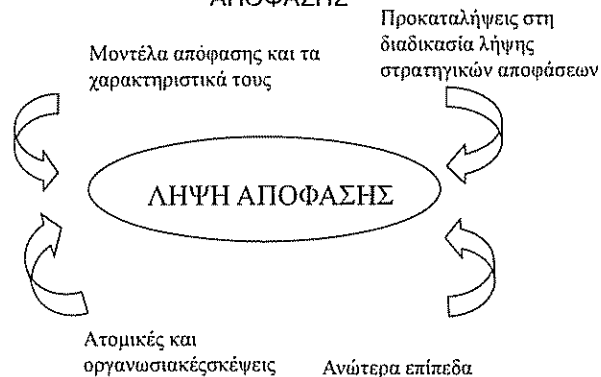 ΑΠΟΦΑΣΗΣ
Μοντέλα απόφασης και τα
χαρακτηριστικά τους
Προκαταλήψεις στη
διαδικασία λήψης
στρατηγικών αποφάσεων
ΛΗΨΗ ΑΠΟΦΑΣΗΣ
Ατομικές και
οργανωσιακέςσκέψεις
Ανώτερα επίπεδα